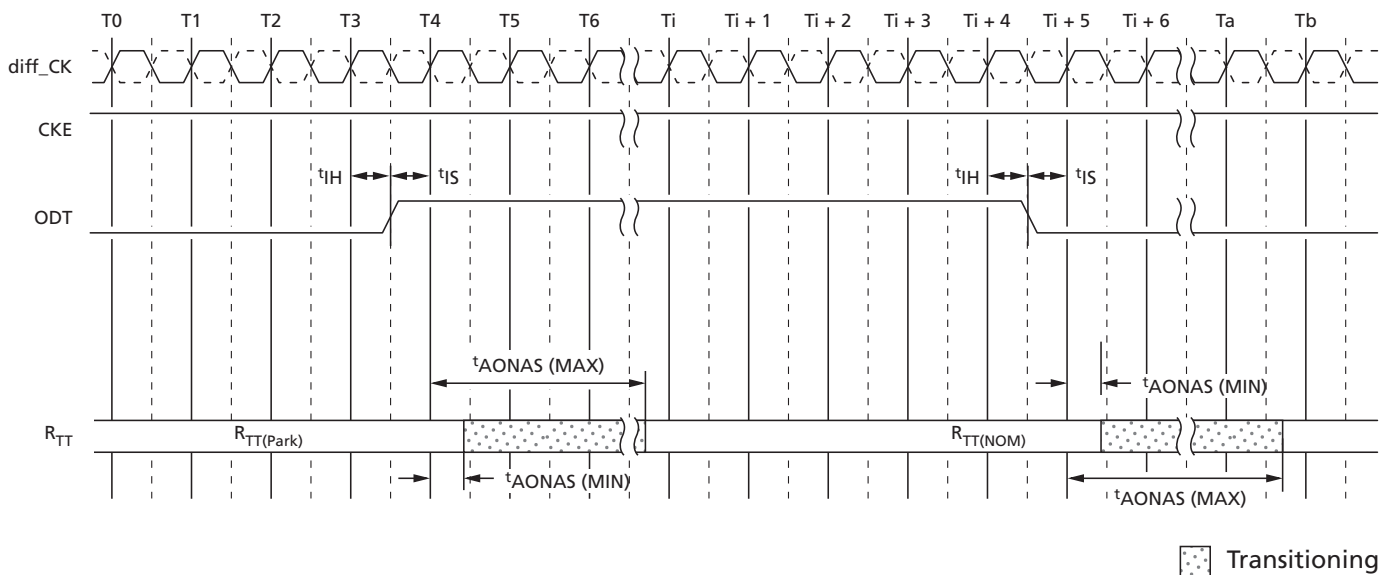 T0 T1 T2 T3 T4 T5 T6 Ti Ti + 1 Ti + 2 Ti + 3 Ti + 4 Ti + 5 Ti + 6 Ta Tb
diff_CK
CKE
tIH tIS tIH tIS
ODT
tAONAS (MAX)
tAONAS (MIN)
RTT RTT(Park) RTT(NOM)
tAONAS (MIN)
tAONAS (MAX)
Transitioning